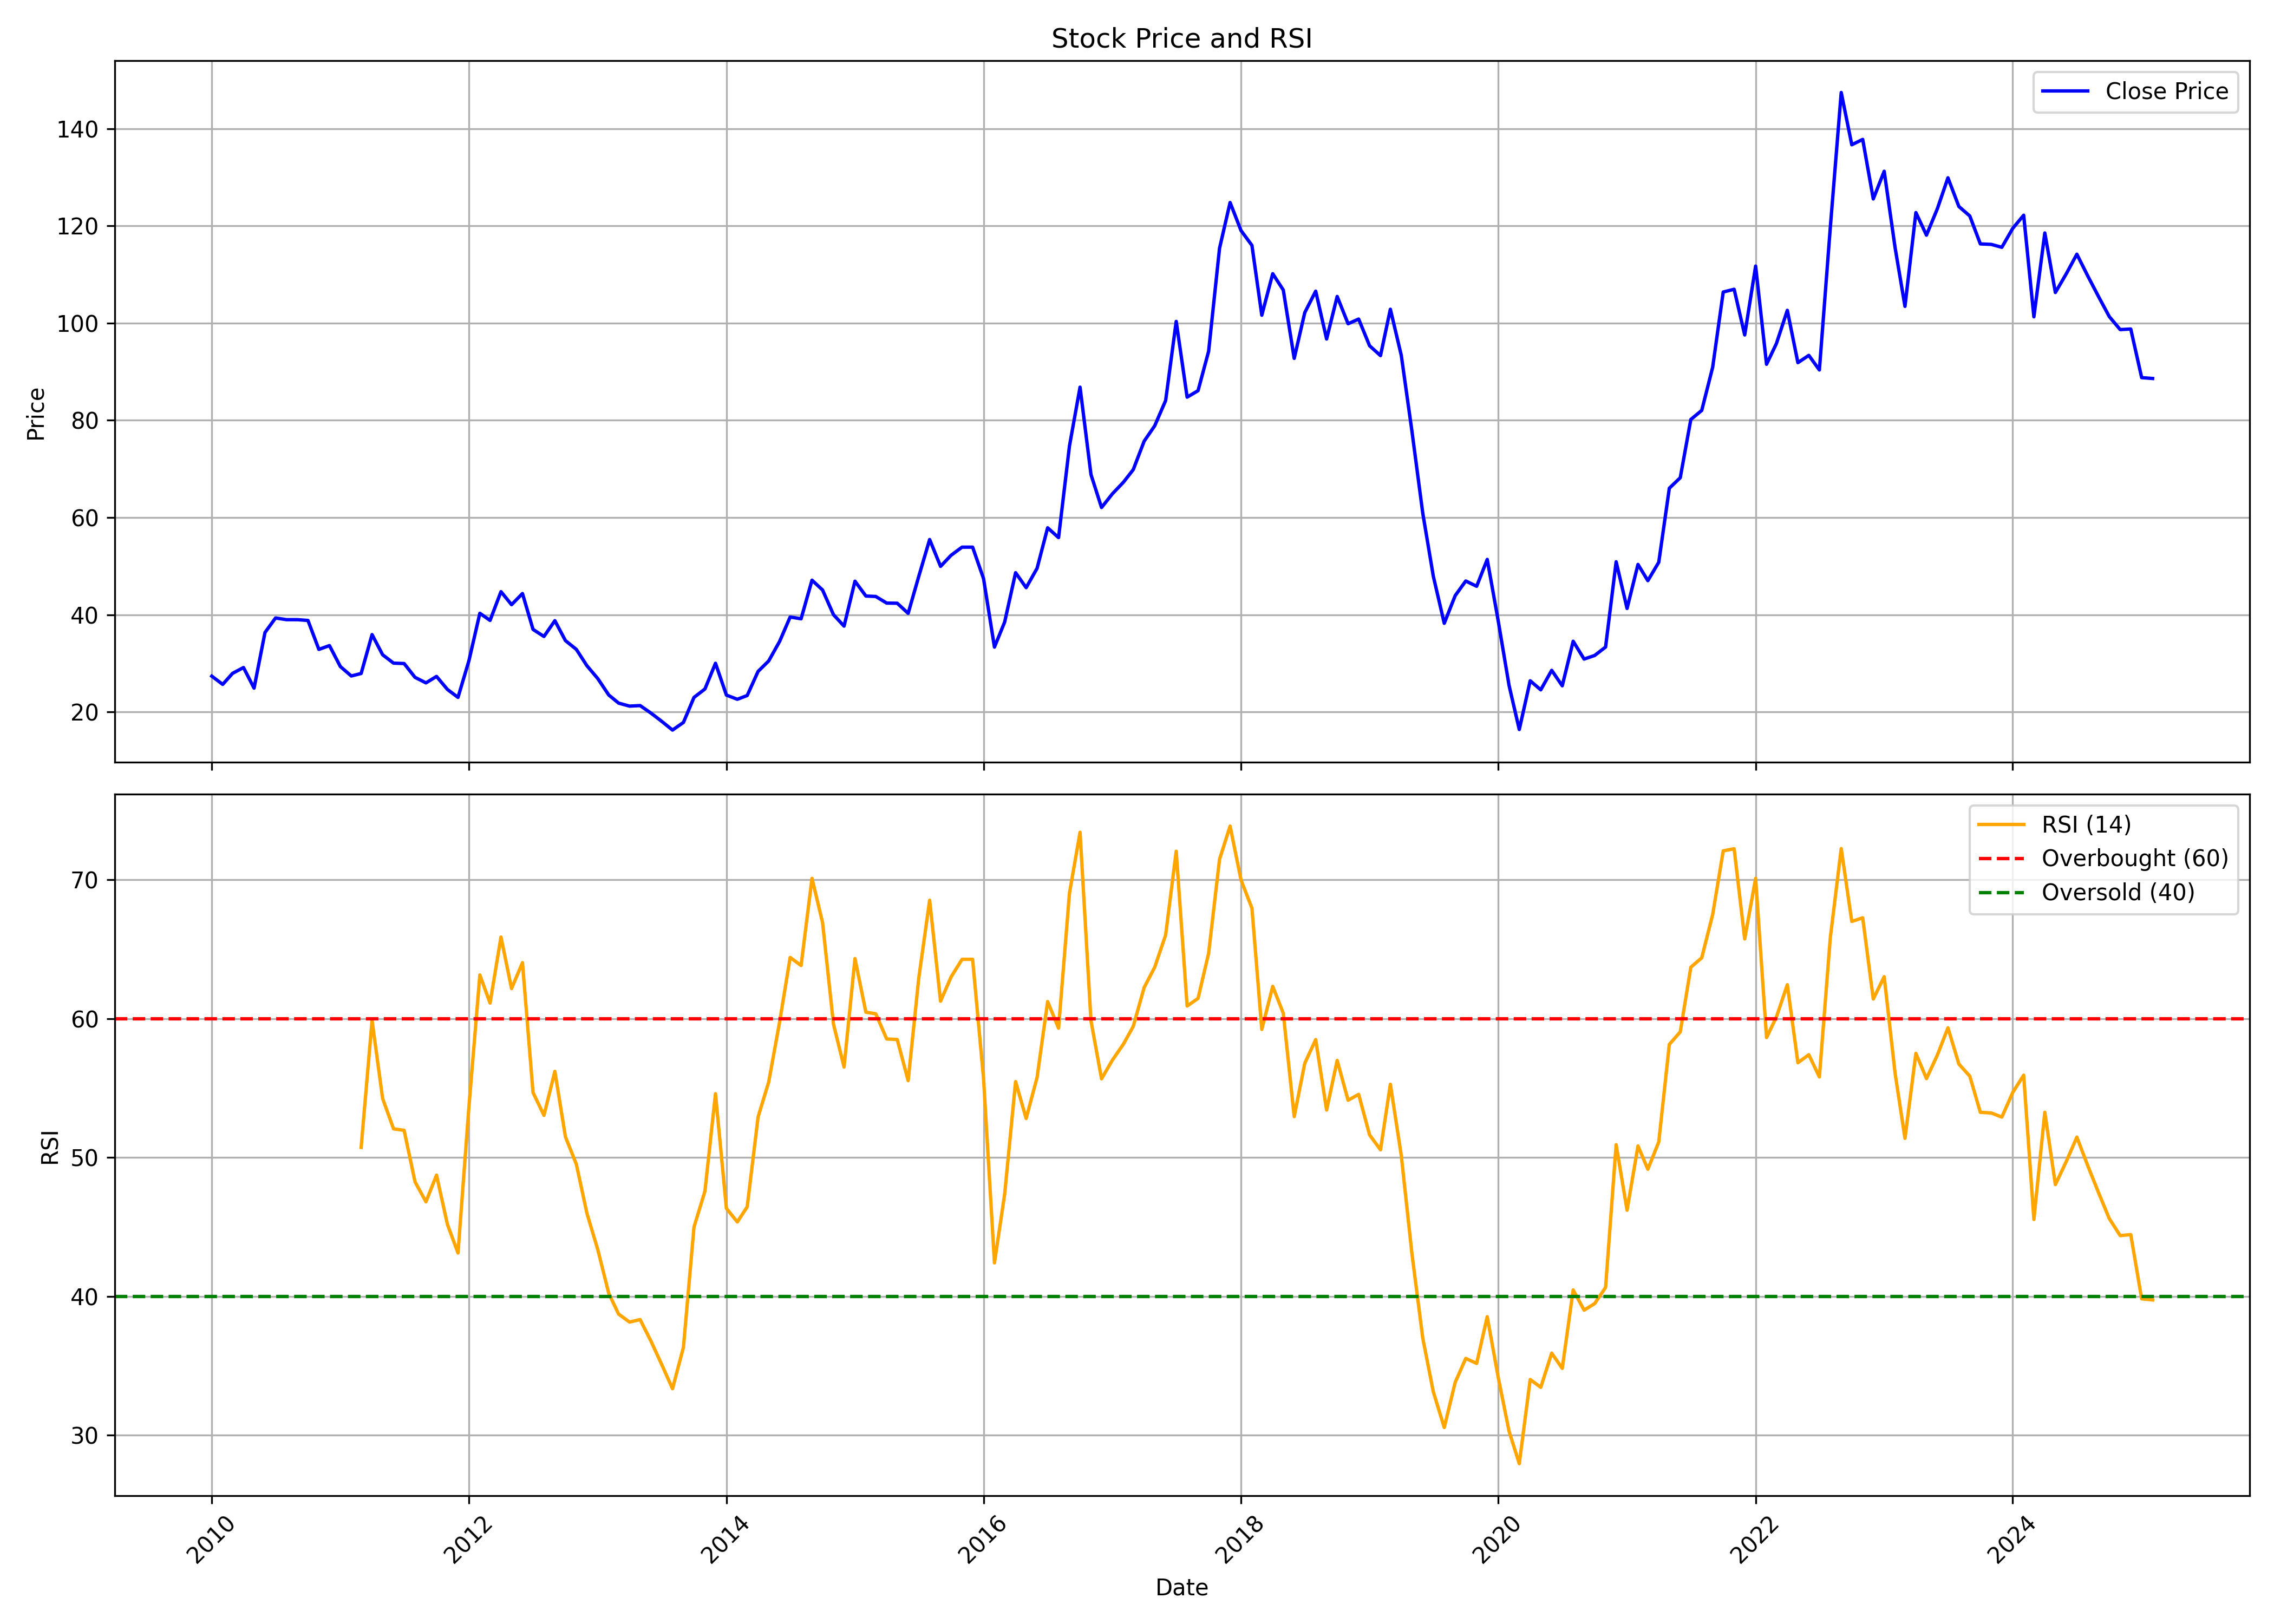 Stock Price and RSI
Close Price
140
120
100
80
60
40
20
Price
RSI (14)
Overbought (60)
Oversold (40)
70
60
50
40
30
RSI
2010 2012 2014 2016 2018 2020 2022 2024
Date